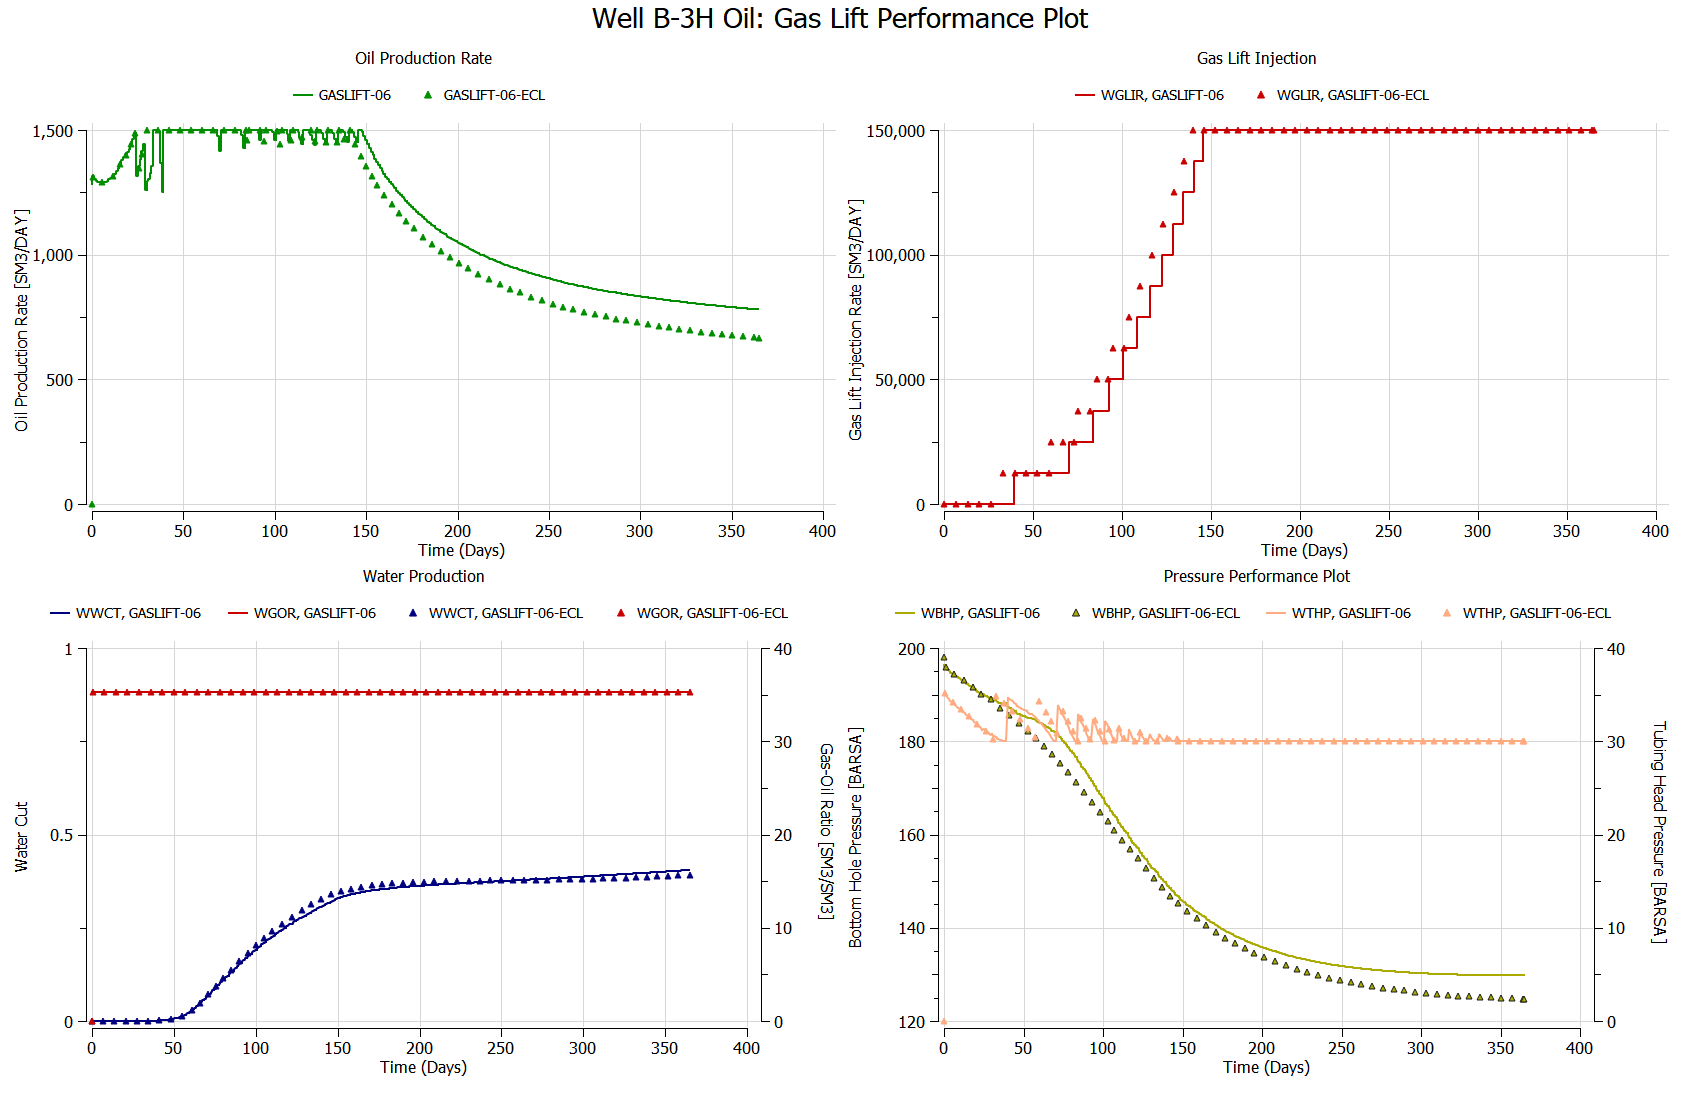 Well B-3H Oil: Gas Lift Performance Plot
Oil Production Rate
GASLIFT-06
GASLIFT-06-ECL
1,500
1,000
500
0
Oil Production Rate [SM3/DAY]
0 50 100 150 200 250 300 350 400
Time (Days)
Gas Lift Injection
WGLIR, GASLIFT-06
WGLIR, GASLIFT-06-ECL
150,000
100,000
50,000
0
Gas Lift Injection Rate [SM3/DAY]
0 50 100 150 200 250 300 350 400
Time (Days)
Water Production
WWCT, GASLIFT-06
WGOR, GASLIFT-06
WWCT, GASLIFT-06-ECL
WGOR, GASLIFT-06-ECL
1
0.5
0
Water Cut
40
30
20
10
0
Gas-Oil Ratio [SM3/SM3]
0 50 100 150 200 250 300 350 400
Time (Days)
Pressure Performance Plot
WBHP, GASLIFT-06
WBHP, GASLIFT-06-ECL
WTHP, GASLIFT-06
WTHP, GASLIFT-06-ECL
200
180
160
140
120
Bottom Hole Pressure [BARSA]
40
30
20
10
0
Tubing Head Pressure [BARSA]
0 50 100 150 200 250 300 350 400
Time (Days)